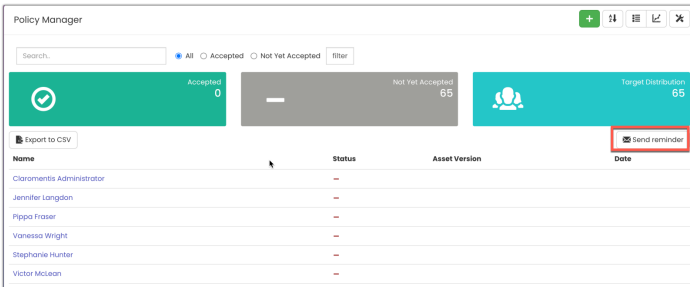 Policy Manager
Search..
All Accepted Not Yet Accepted filter
Accepted
0
Not Yet Accepted
65
Target Distribution
65
Export to CSV
Send reminder
Name Status Asset Version Date
Claromentis Administrator –
Jennifer Langdon –
Pippa Fraser –
Vanessa Wright –
Stephanie Hunter –
Victor McLean –